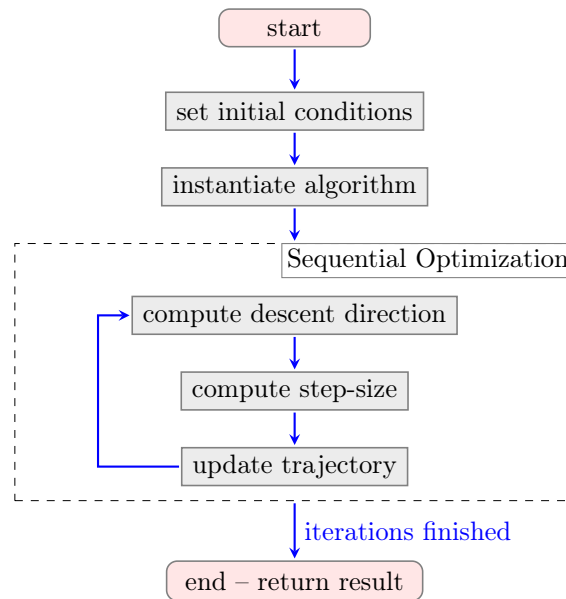 start
set initial conditions
instantiate algorithm
Sequential Optimization
compute descent direction
compute step-size
update trajectory
iterations finished
end – return result